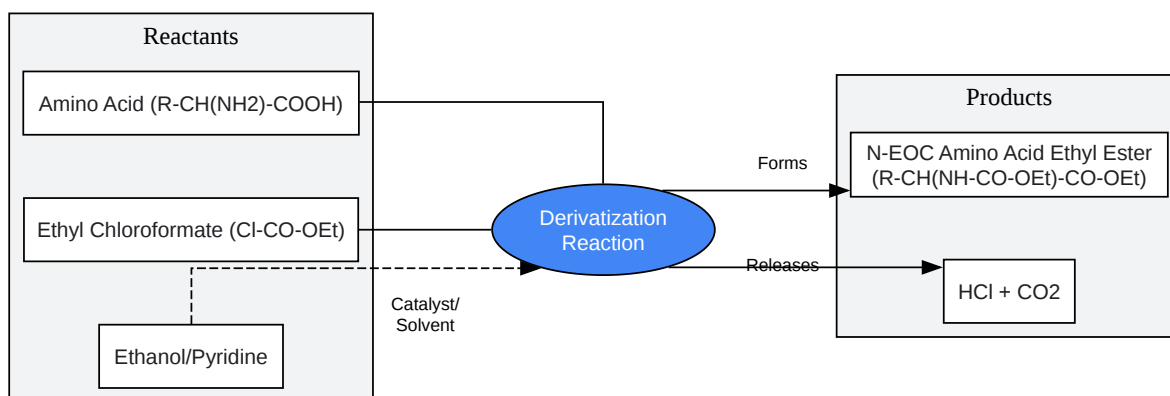 Reactants
Amino Acid (R-CH(NH2)-COOH)
Ethyl Chloroformate (Cl-CO-OEt)
Ethanol/Pyridine
Catalyst/
Solvent
Derivatization
Reaction
Forms
Releases
Products
N-EOC Amino Acid Ethyl Ester
(R-CH(NH-CO-OEt)-CO-OEt)
HCl + CO2